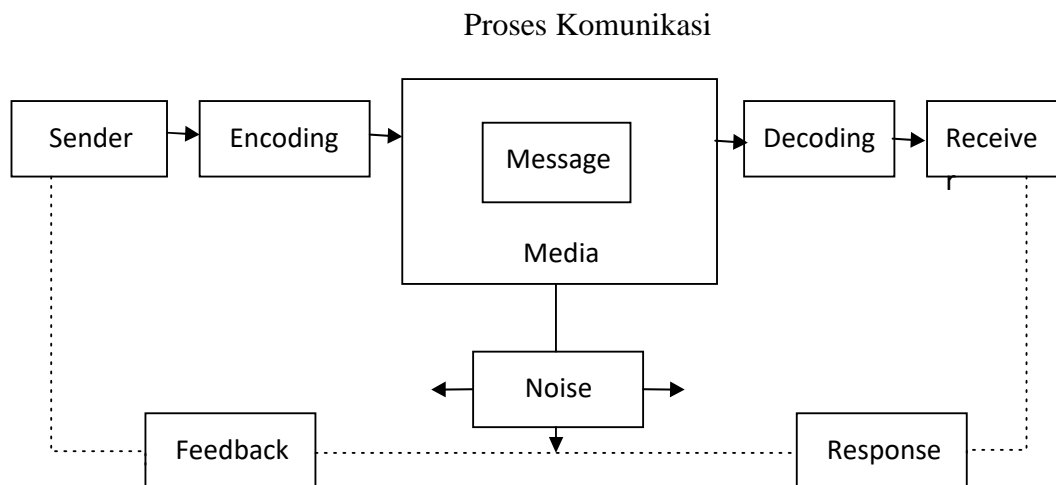 Proses Komunikasi
Sender
Encoding
Message
Media
Decoding
Receive
r
Noise
Feedback
Response